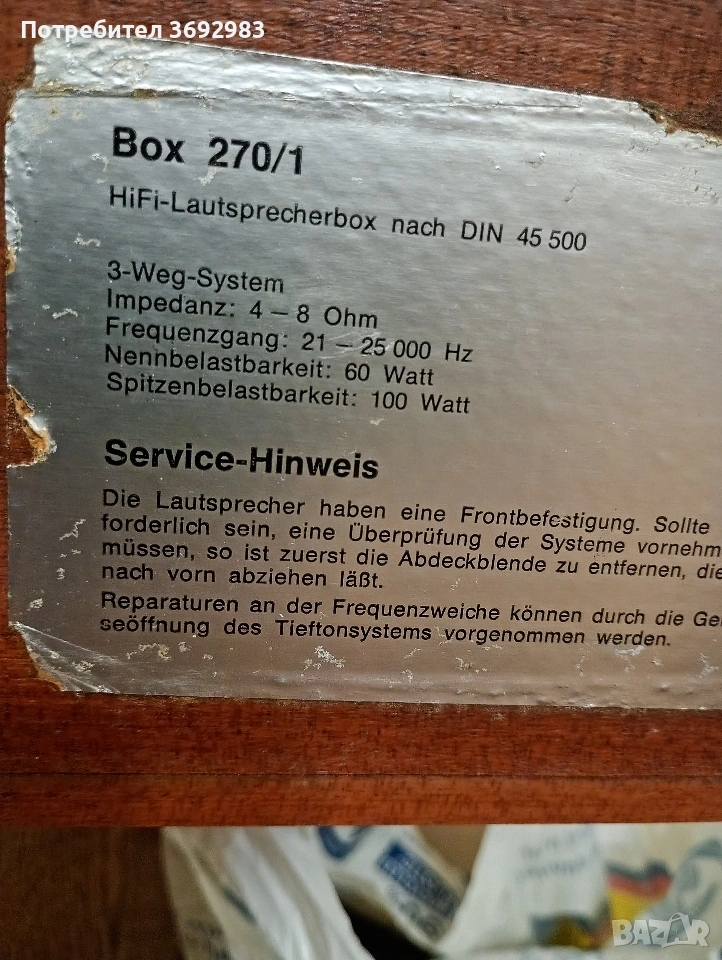 Потребител 3692983
Box 270/1
HiFi-Lautsprecherbox nach DIN 45 500
3-Weg-System
Impedanz: 4 – 8 Ohm
Frequenzgang: 21 – 25 000 Hz
Nennbelastbarkeit: 60 Watt
Spitzenbelastbarkeit: 100 Watt
Service-Hinweis
Die Lautsprecher haben eine Frontbefestigung. Sollte
forderlich sein, eine Überprüfung der Systeme vornehm
müssen, so ist zuerst die Abdeckblende zu entfernen, die
nach vorn abziehen läßt.
Reparaturen an der Frequenzweiche können durch die Ge
seöffnung des Tieftonsystems vorgenommen werden.
BAZAR